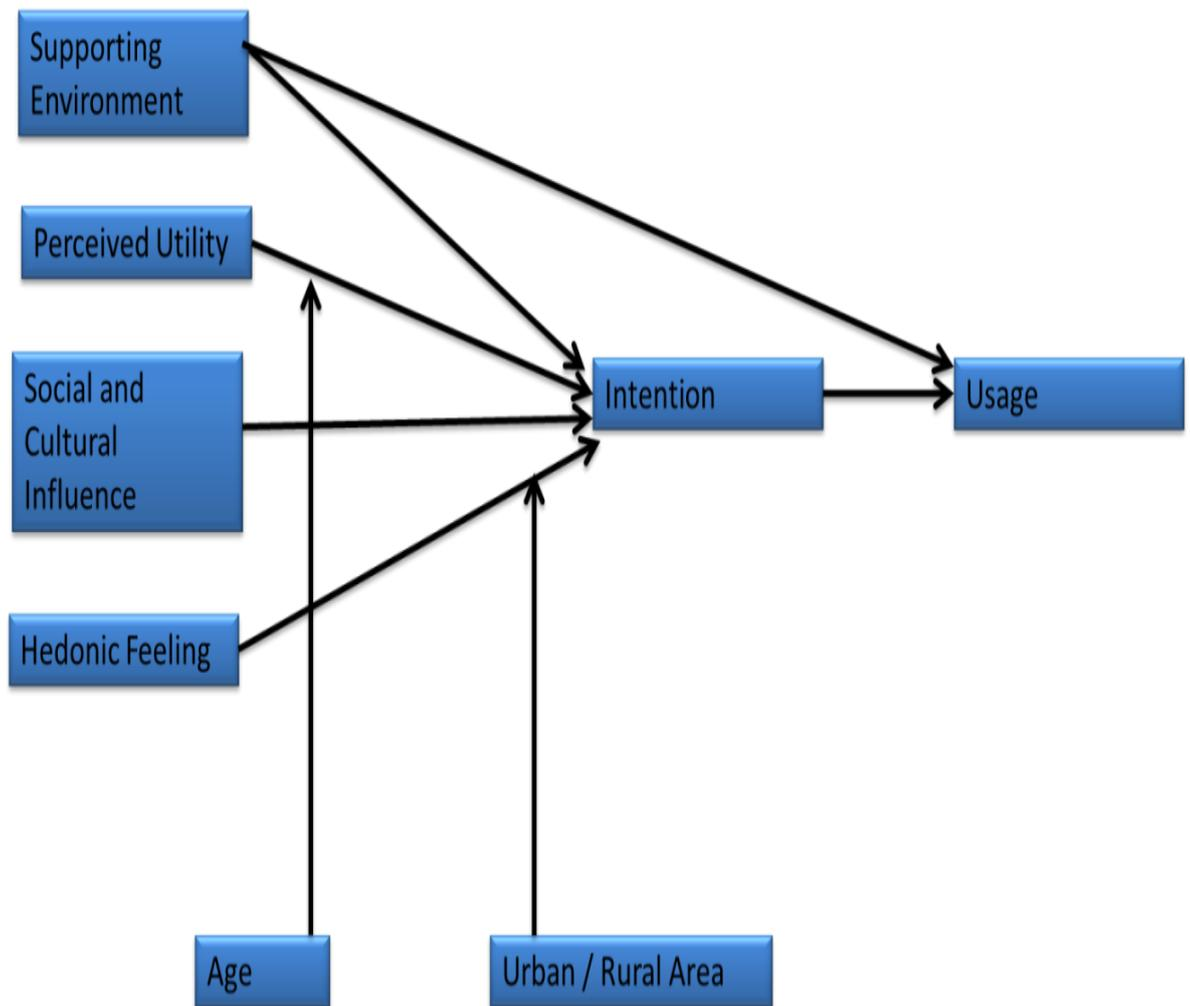 Supporting
Environment
Perceived Utility
Social and
Cultural
Influence
Intention
Usage
Hedonic Feeling
Age
Urban / Rural Area